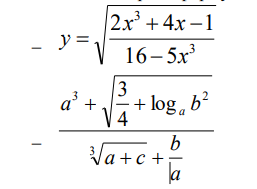 – y = √((2x³ + 4x – 1)/(16 – 5x³))
– (a³ + √(3/4 + logₐ b²))/(∛(a + c) + b/|a)